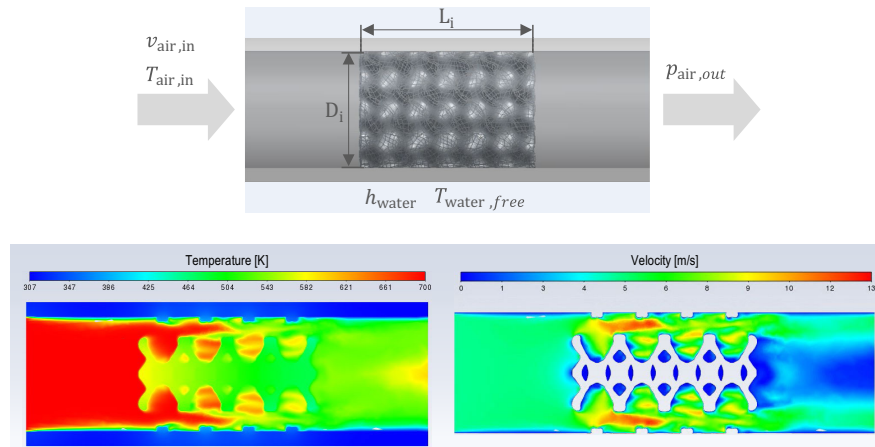 L_i
v_air,in
T_air,in
p_air,out
D_i
h_water T_water,free
Temperature [K]
307 347 386 425 464 504 543 582 621 661 700
Velocity [m/s]
0 1 3 4 5 6 8 9 10 12 13